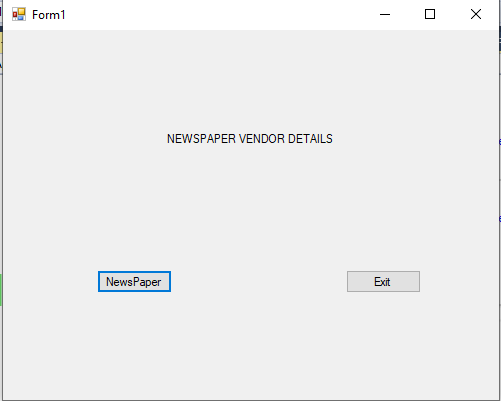 Form1
NEWSPAPER VENDOR DETAILS
NewsPaper
Exit